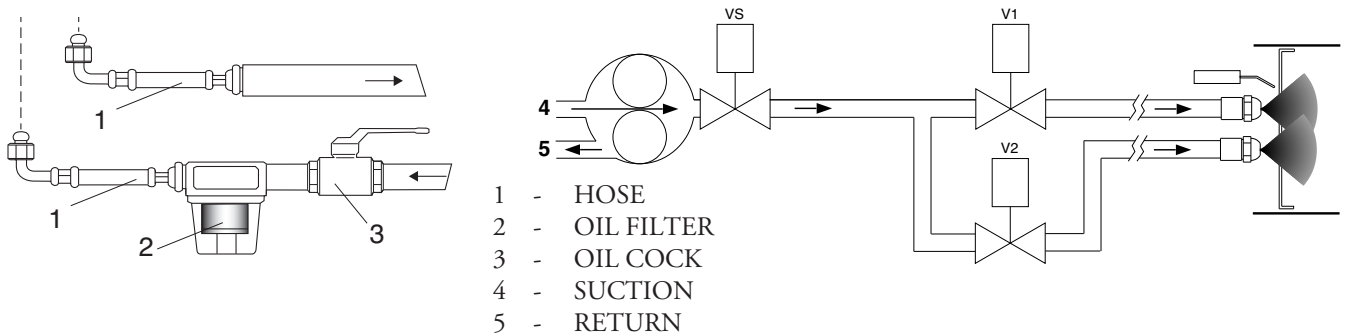 1
1
2
3
VS
V1
4
5
V2
1 - HOSE
2 - OIL FILTER
3 - OIL COCK
4 - SUCTION
5 - RETURN